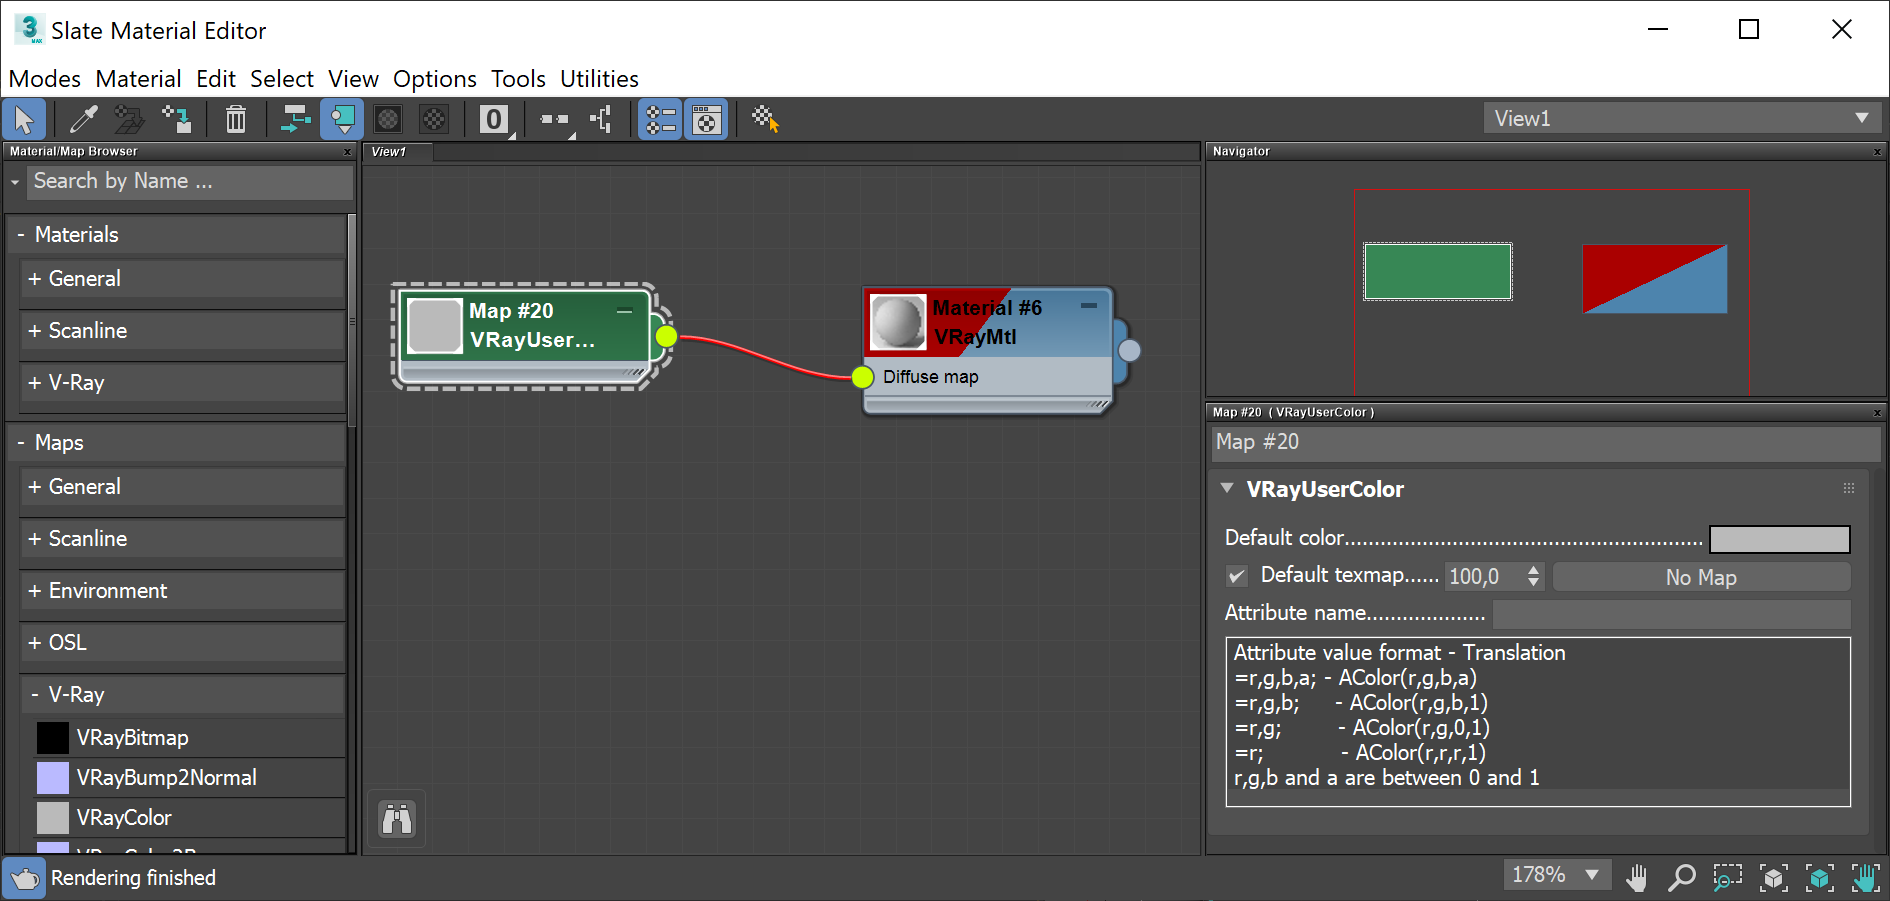 Slate Material Editor
Modes Material Edit Select View Options Tools Utilities
0
View1
Material/Map Browser
Search by Name ...
- Materials
+ General
+ Scanline
+ V-Ray
- Maps
+ General
+ Scanline
+ Environment
+ OSL
- V-Ray
VRayBitmap
VRayBump2Normal
VRayColor
View1
Map #20
VRayUser...
Material #6
VRayMtl
Diffuse map
Navigator
Map #20 ( VRayUserColor )
Map #20
VRayUserColor
Default color
Default texmap...... 100,0 No Map
Attribute name
Attribute value format - Translation
=r,g,b,a; - AColor(r,g,b,a)
=r,g,b; - AColor(r,g,b,1)
=r,g; - AColor(r,g,0,1)
=r; - AColor(r,r,r,1)
r,g,b and a are between 0 and 1
Rendering finished
178%